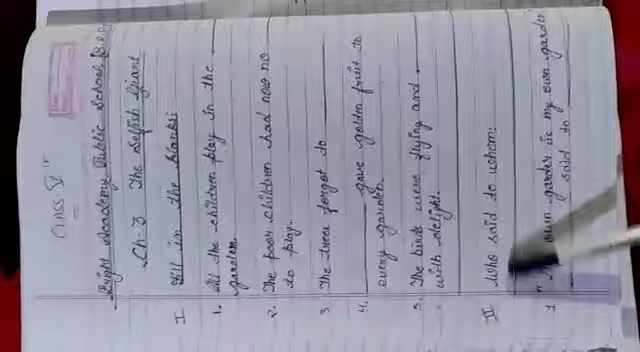 Class V
Bright Academy Public School (B.O.C
Ch-3 The Selfish Giant
I Fill in the blanks:
1. All the children play in the
garden.
2. The poor children had now no
to play.
3. The trees forgot to
4. gave golden fruit to
every garden.
5. The birds were flying and
with delight.
II Who said to whom:
1. " own garden is my own garden
said to